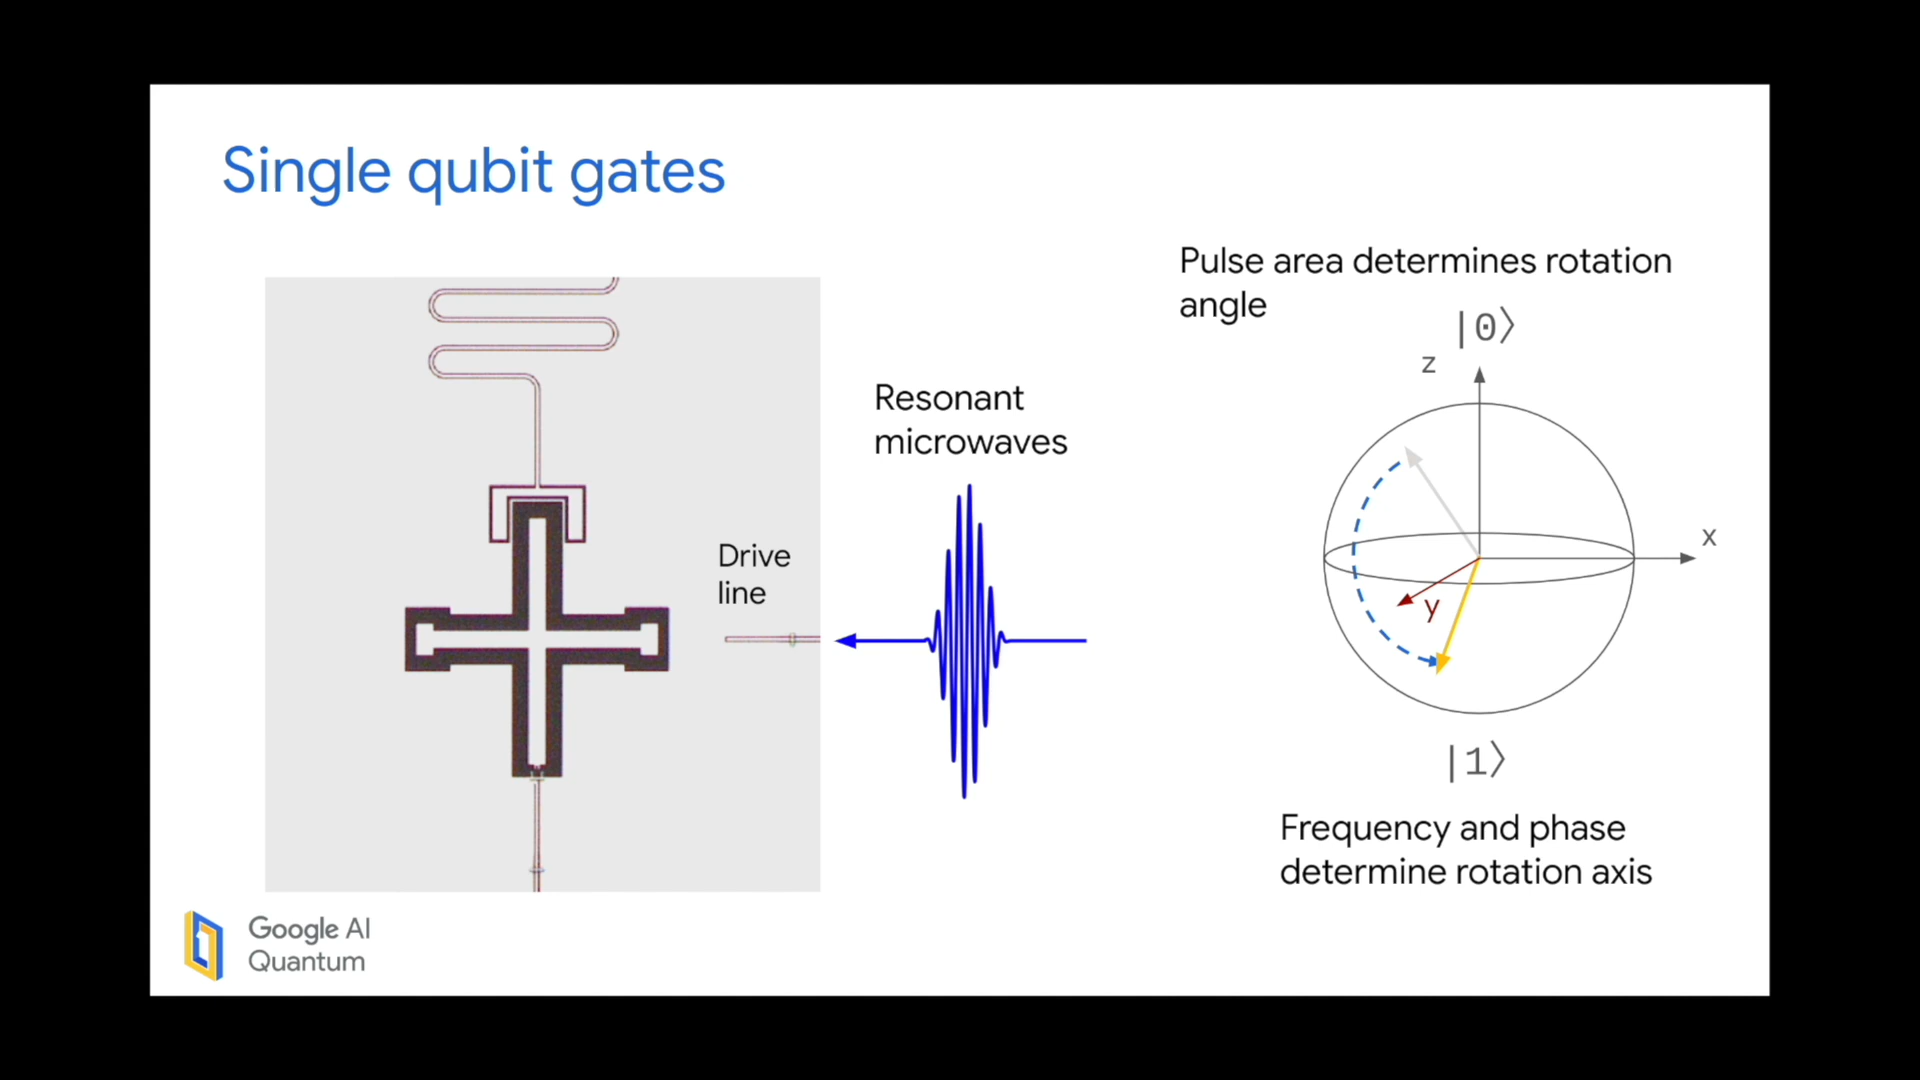 Single qubit gates
Pulse area determines rotation
angle
|0⟩
z
Resonant
microwaves
x
Drive
line
y
|1⟩
Frequency and phase
determine rotation axis
Google AI
Quantum